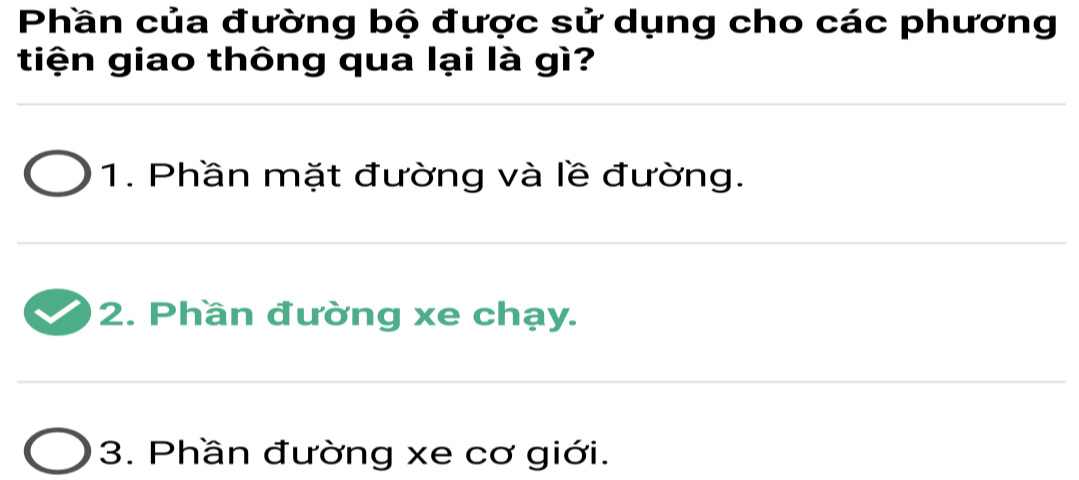 Phần của đường bộ được sử dụng cho các phương
tiện giao thông qua lại là gì?
1. Phần mặt đường và lề đường.
2. Phần đường xe chạy.
3. Phần đường xe cơ giới.